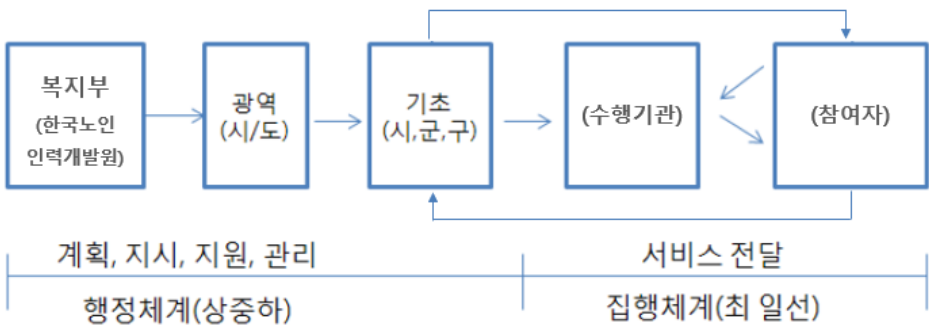 복지부
(한국노인
인력개발원)
광역
(시/도)
기초
(시,군,구)
(수행기관)
(참여자)
계획, 지시, 지원, 관리
서비스 전달
행정체계(상중하)
집행체계(최 일선)